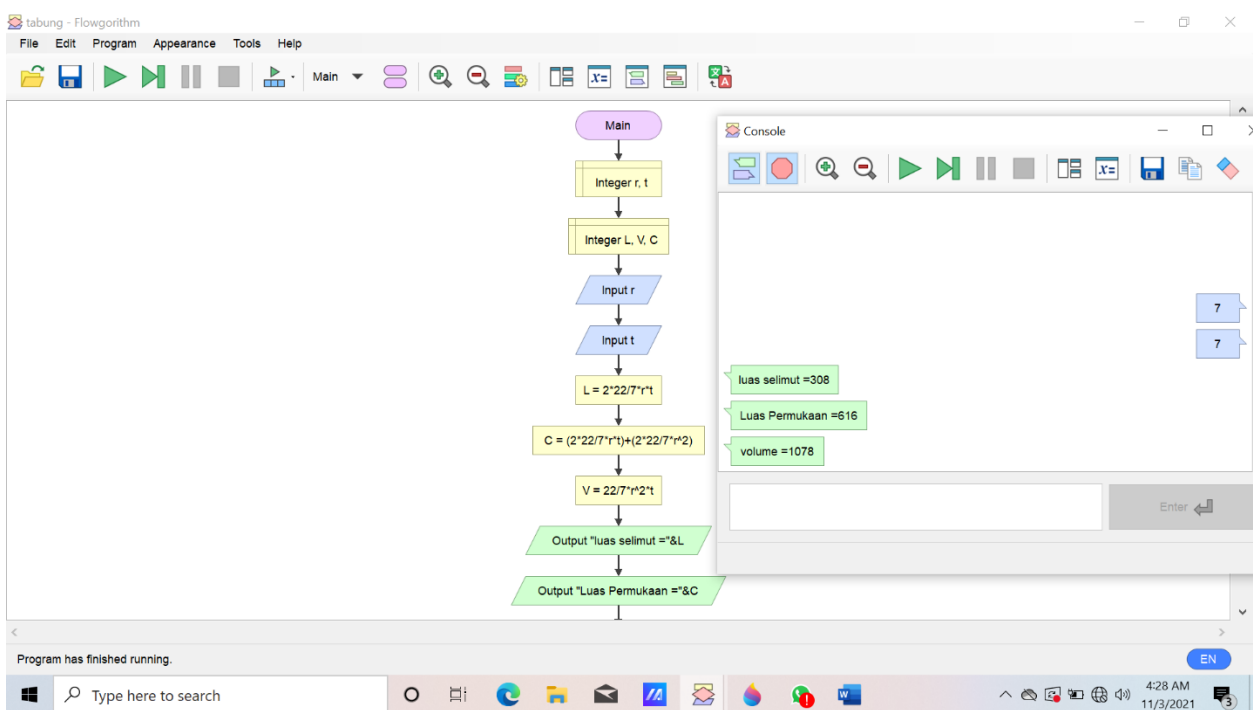 tabung - Flowgorithm
File Edit Program Appearance Tools Help
Main
x=
A
Main
Integer r, t
Integer L, V, C
Input r
Input t
L = 2*22/7*r*t
C = (2*22/7*r*t)+(2*22/7*r^2)
V = 22/7*r^2*t
Output "luas selimut ="&L
Output "Luas Permukaan ="&C
Console
x=
7
7
luas selimut =308
Luas Permukaan =616
volume =1078
Enter
Program has finished running.
EN
Type here to search
W
4:28 AM
11/3/2021
3